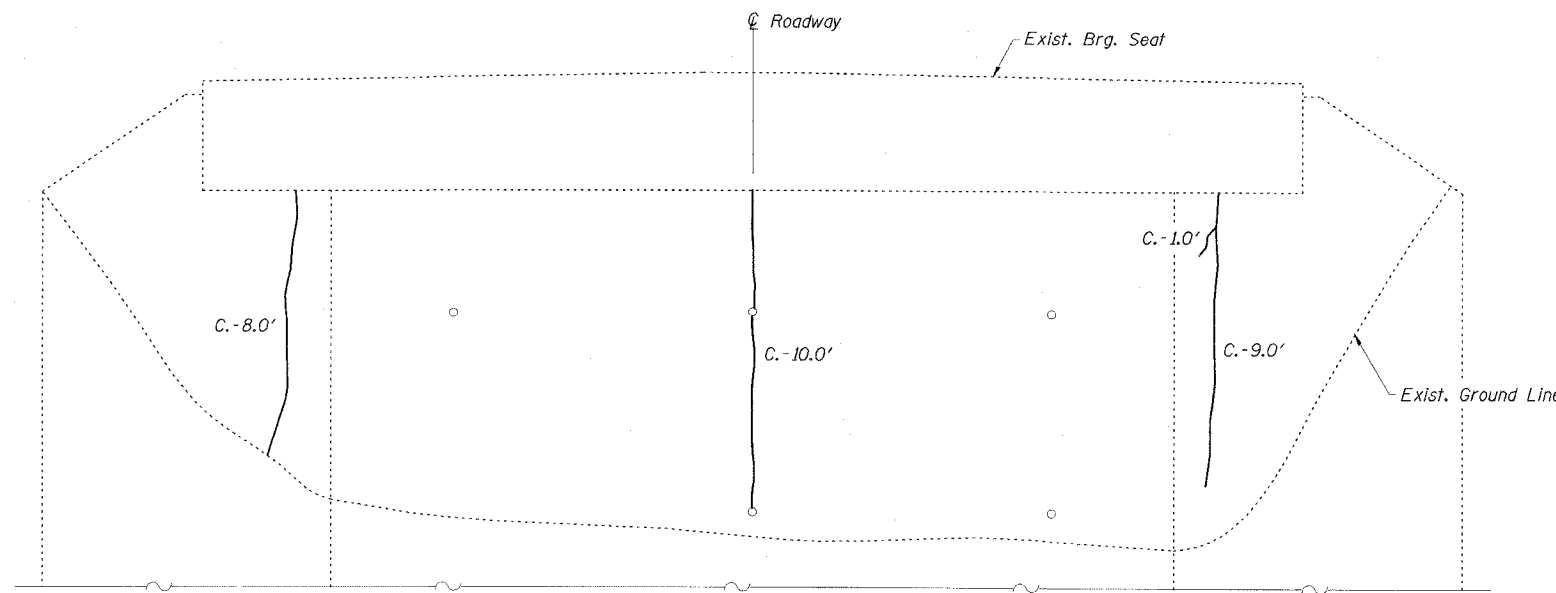 ℄ Roadway
Exist. Brg. Seat
C.-1.0'
C.-8.0'
C.-10.0'
C.-9.0'
Exist. Ground Line